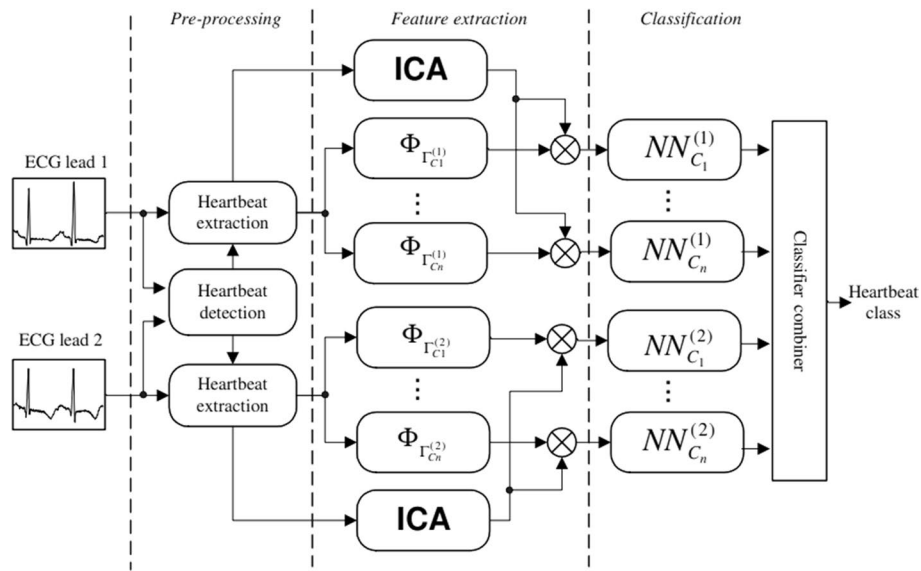 Pre-processing
Feature extraction
Classification
ICA
ECG lead 1
Φ_{Γ_{C1}^{(1)}}
NN_{C_1}^{(1)}
Heartbeat
extraction
⋮
⋮
Φ_{Γ_{Cn}^{(1)}}
NN_{C_n}^{(1)}
Heartbeat
detection
Classifier combiner
Heartbeat
class
ECG lead 2
Φ_{Γ_{C1}^{(2)}}
NN_{C_1}^{(2)}
Heartbeat
extraction
⋮
⋮
Φ_{Γ_{Cn}^{(2)}}
NN_{C_n}^{(2)}
ICA